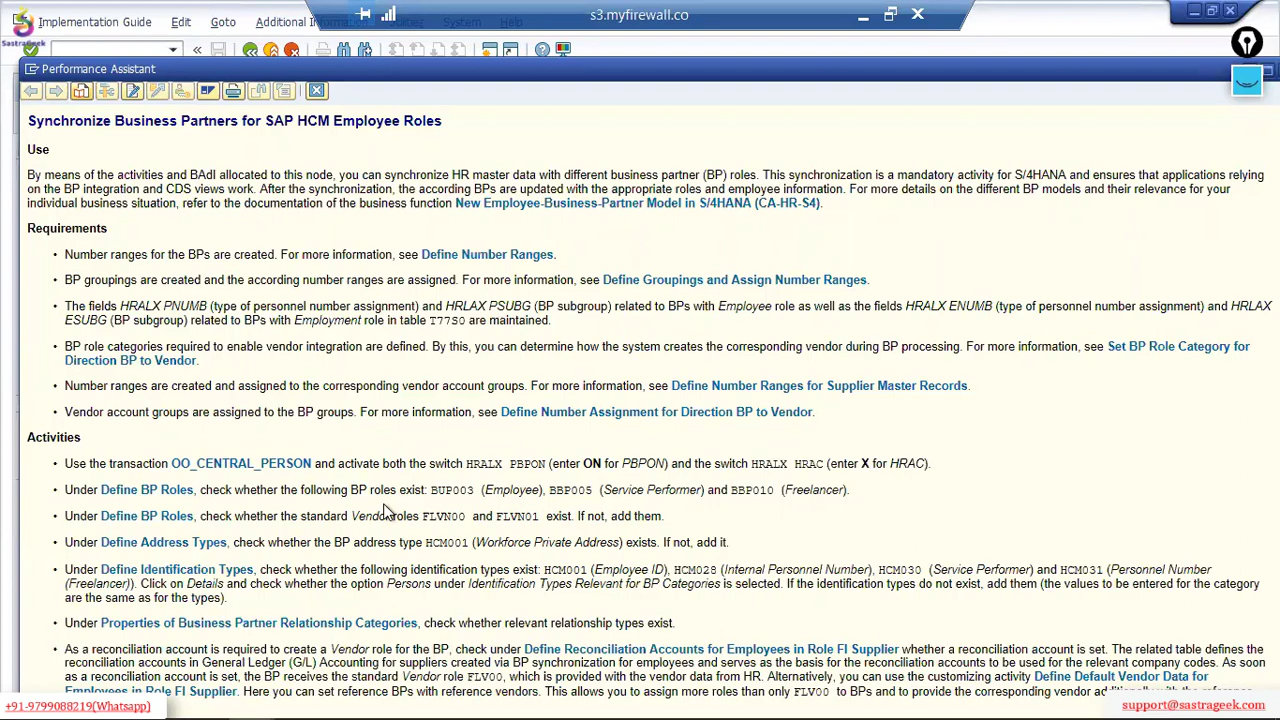 Implementation Guide Edit Goto Additional In System Help
s3.myfirewall.co
SastraGeek
Performance Assistant
Synchronize Business Partners for SAP HCM Employee Roles
Use
By means of the activities and BAdI allocated to this node, you can synchronize HR master data with different business partner (BP) roles. This synchronization is a mandatory activity for S/4HANA and ensures that applications relying
on the BP integration and CDS views work. After the synchronization, the according BPs are updated with the appropriate roles and employee information. For more details on the different BP models and their relevance for your
individual business situation, refer to the documentation of the business function New Employee-Business-Partner Model in S/4HANA (CA-HR-S4).
Requirements
• Number ranges for the BPs are created. For more information, see Define Number Ranges.
• BP groupings are created and the according number ranges are assigned. For more information, see Define Groupings and Assign Number Ranges.
• The fields HRALX PNUMB (type of personnel number assignment) and HRLAX PSUBG (BP subgroup) related to BPs with Employee role as well as the fields HRALX ENUMB (type of personnel number assignment) and HRLAX
ESUBG (BP subgroup) related to BPs with Employment role in table T77S0 are maintained.
• BP role categories required to enable vendor integration are defined. By this, you can determine how the system creates the corresponding vendor during BP processing. For more information, see Set BP Role Category for
Direction BP to Vendor.
• Number ranges are created and assigned to the corresponding vendor account groups. For more information, see Define Number Ranges for Supplier Master Records.
• Vendor account groups are assigned to the BP groups. For more information, see Define Number Assignment for Direction BP to Vendor.
Activities
• Use the transaction OO_CENTRAL_PERSON and activate both the switch HRALX PBPON (enter ON for PBPON) and the switch HRALX HRAC (enter X for HRAC).
• Under Define BP Roles, check whether the following BP roles exist: BUP003 (Employee), BBP005 (Service Performer) and BBP010 (Freelancer).
• Under Define BP Roles, check whether the standard Vendor roles FLVN00 and FLVN01 exist. If not, add them.
• Under Define Address Types, check whether the BP address type HCM001 (Workforce Private Address) exists. If not, add it.
• Under Define Identification Types, check whether the following identification types exist: HCM001 (Employee ID), HCM028 (Internal Personnel Number), HCM030 (Service Performer) and HCM031 (Personnel Number
(Freelancer)). Click on Details and check whether the option Persons under Identification Types Relevant for BP Categories is selected. If the identification types do not exist, add them (the values to be entered for the category
are the same as for the types).
• Under Properties of Business Partner Relationship Categories, check whether relevant relationship types exist.
• As a reconciliation account is required to create a Vendor role for the BP, check under Define Reconciliation Accounts for Employees in Role FI Supplier whether a reconciliation account is set. The related table defines the
reconciliation accounts in General Ledger (G/L) Accounting for suppliers created via BP synchronization for employees and serves as the basis for the reconciliation accounts to be used for the relevant company codes. As soon
as a reconciliation account is set, the BP receives the standard Vendor role FLV00, which is provided with the vendor data from HR. Alternatively, you can use the customizing activity Define Default Vendor Data for
Employees in Role FI Supplier. Here you can set reference BPs with reference vendors. This allows you to assign more roles than only FLV00 to BPs and to provide the corresponding vendor
+91-9799088219(Whatsapp)
support@sastrageek.com